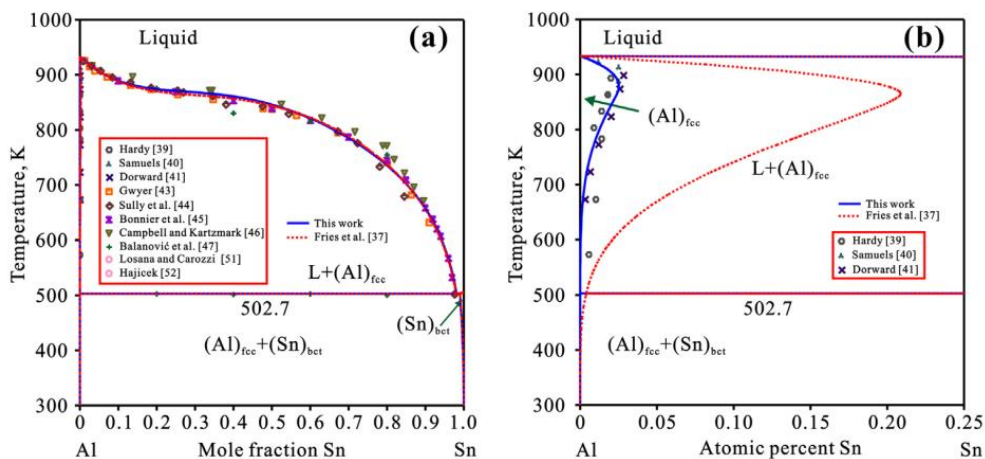 (a)
Liquid
Temperature, K
1000
900
800
700
600
500
400
300
Hardy [39]
Samuels [40]
Dorward [41]
Gwyer [43]
Sully et al. [44]
Bonnier et al. [45]
Campbell and Kartzmark [46]
Balanović et al. [47]
Losana and Carozzi [51]
Hajicek [52]
This work
Fries et al. [37]
L+(Al)fcc
502.7
(Sn)bct
(Al)fcc+(Sn)bct
0 0.1 0.2 0.3 0.4 0.5 0.6 0.7 0.8 0.9 1.0
Al Mole fraction Sn Sn
(b)
Liquid
Temperature, K
1000
900
800
700
600
500
400
300
(Al)fcc
L+(Al)fcc
This work
Fries et al. [37]
Hardy [39]
Samuels [40]
Dorward [41]
502.7
(Al)fcc+(Sn)bct
0 0.05 0.10 0.15 0.20 0.25
Al Atomic percent Sn Sn